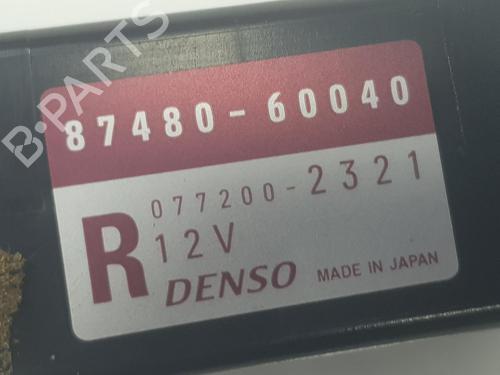 B-PARTS
87480-60040
077200-2321
R 12V
DENSO MADE IN JAPAN